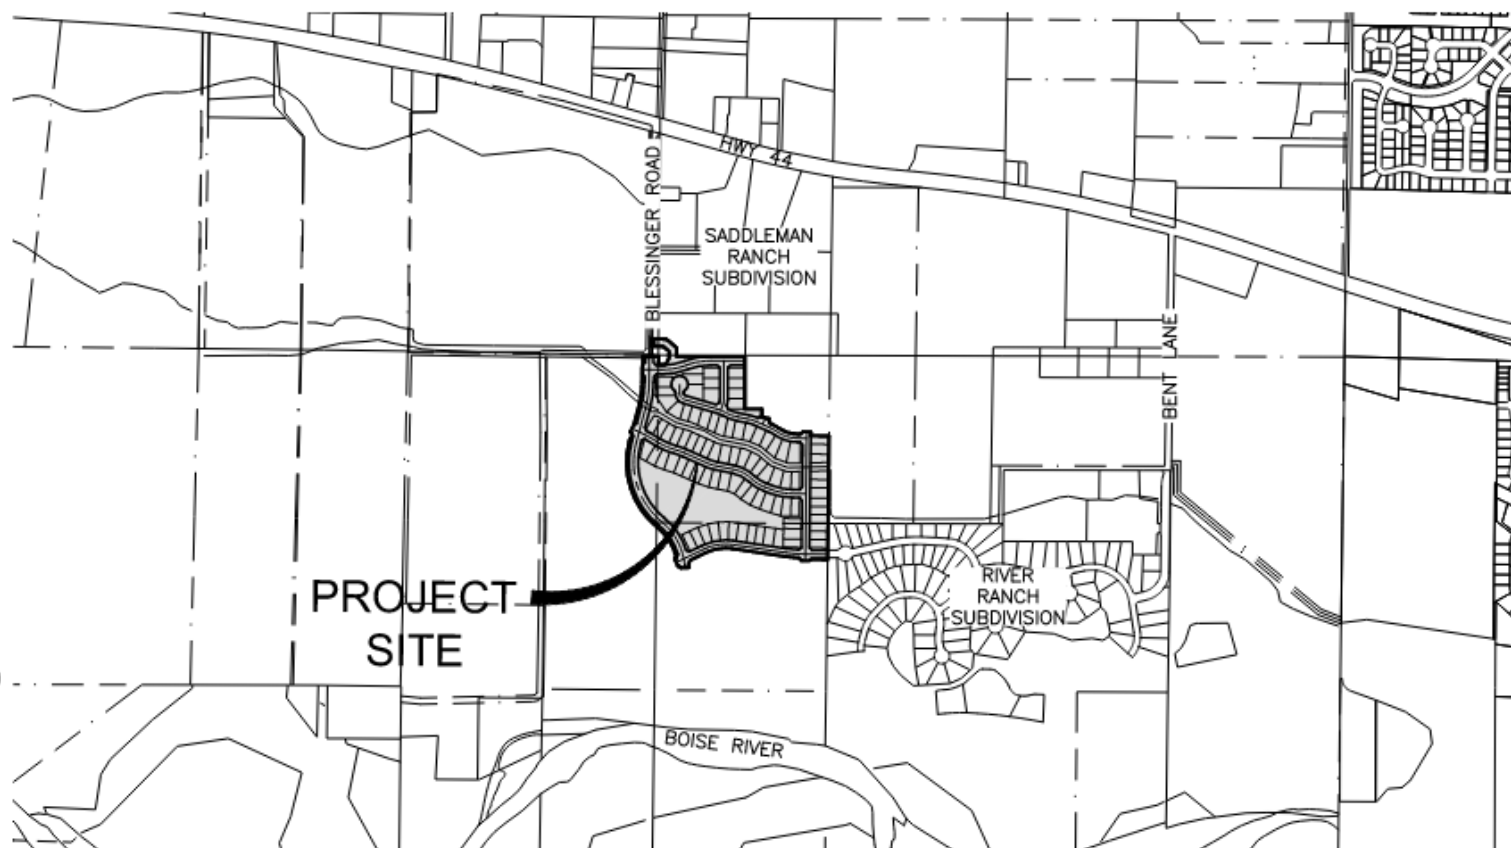 HWY 44
BLESSINGER ROAD
SADDLEMAN
RANCH
SUBDIVISION
BENT LANE
PROJECT
SITE
RIVER
RANCH
SUBDIVISION
BOISE RIVER